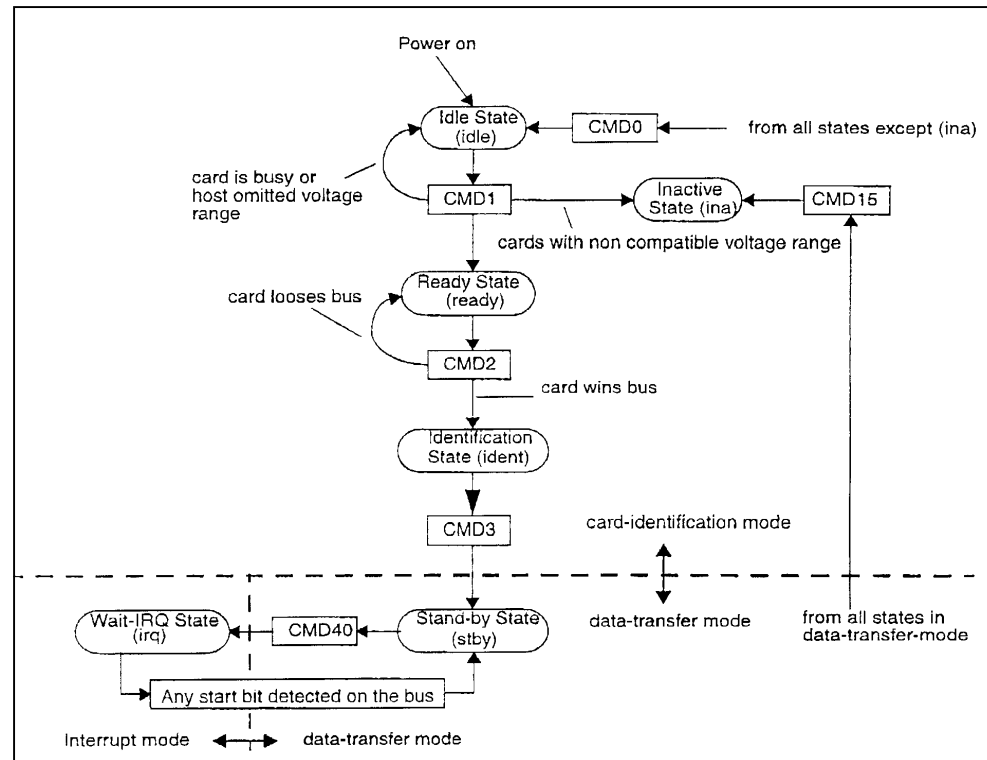 Power on
Idle State
(idle)
CMD0
from all states except (ina)
card is busy or
host omitted voltage
range
CMD1
Inactive
State (ina)
CMD15
cards with non compatible voltage range
Ready State
(ready)
card looses bus
CMD2
card wins bus
Identification
State (ident)
CMD3
card-identification mode
data-transfer mode
from all states in
data-transfer-mode
Wait-IRQ State
(irq)
CMD40
Stand-by State
(stby)
Any start bit detected on the bus
Interrupt mode
data-transfer mode